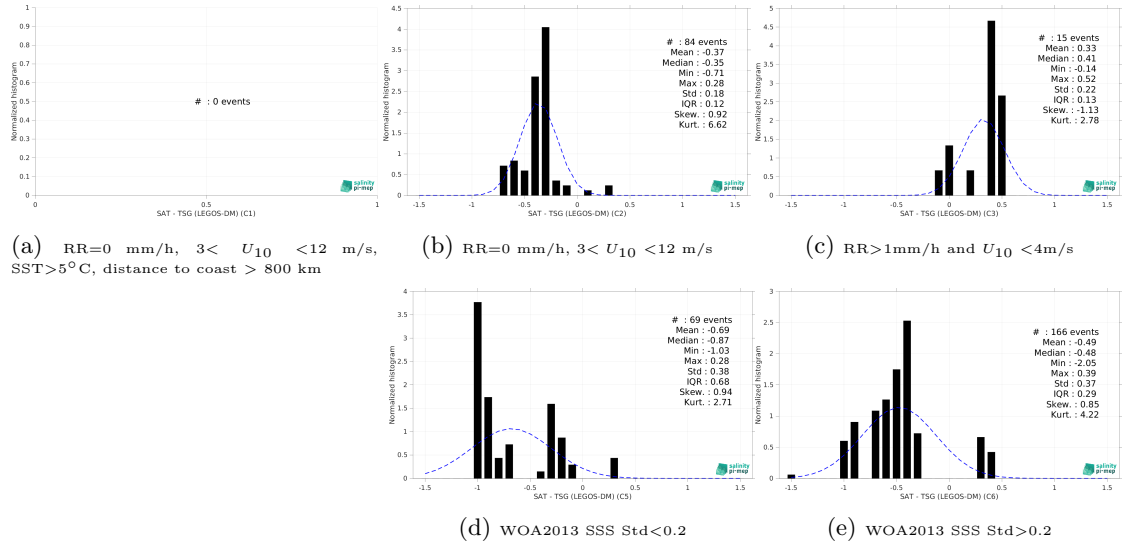 1
0.9
0.8
0.7
0.6
0.5
0.4
0.3
0.2
0.1
0
Normalized histogram
# : 0 events
salinity
pi-mep
0
0.5
1
SAT - TSG (LEGOS-DM) (C1)
(a) RR=0 mm/h, 3< U10 <12 m/s,
SST>5°C, distance to coast > 800 km
4.5
4
3.5
3
2.5
2
1.5
1
0.5
0
Normalized histogram
# : 84 events
Mean : -0.37
Median : -0.35
Min : -0.71
Max : 0.28
Std : 0.18
IQR : 0.12
Skew. : 0.92
Kurt. : 6.62
salinity
pi-mep
-1.5
-1
-0.5
0
0.5
1
1.5
SAT - TSG (LEGOS-DM) (C2)
(b) RR=0 mm/h, 3< U10 <12 m/s
5
4.5
4
3.5
3
2.5
2
1.5
1
0.5
0
Normalized histogram
# : 15 events
Mean : 0.33
Median : 0.41
Min : -0.14
Max : 0.52
Std : 0.22
IQR : 0.13
Skew. : -1.13
Kurt. : 2.78
salinity
pi-mep
-1.5
-1
-0.5
0
0.5
1
1.5
SAT - TSG (LEGOS-DM) (C3)
(c) RR>1mm/h and U10 <4m/s
4
3.5
3
2.5
2
1.5
1
0.5
0
Normalized histogram
# : 69 events
Mean : -0.69
Median : -0.87
Min : -1.03
Max : 0.28
Std : 0.38
IQR : 0.68
Skew. : 0.94
Kurt. : 2.71
salinity
pi-mep
-1.5
-1
-0.5
0
0.5
1
1.5
SAT - TSG (LEGOS-DM) (C5)
(d) WOA2013 SSS Std<0.2
3
2.5
2
1.5
1
0.5
0
Normalized histogram
# : 166 events
Mean : -0.49
Median : -0.48
Min : -2.05
Max : 0.39
Std : 0.37
IQR : 0.29
Skew. : 0.85
Kurt. : 4.22
salinity
pi-mep
-1.5
-1
-0.5
0
0.5
1
1.5
SAT - TSG (LEGOS-DM) (C6)
(e) WOA2013 SSS Std>0.2